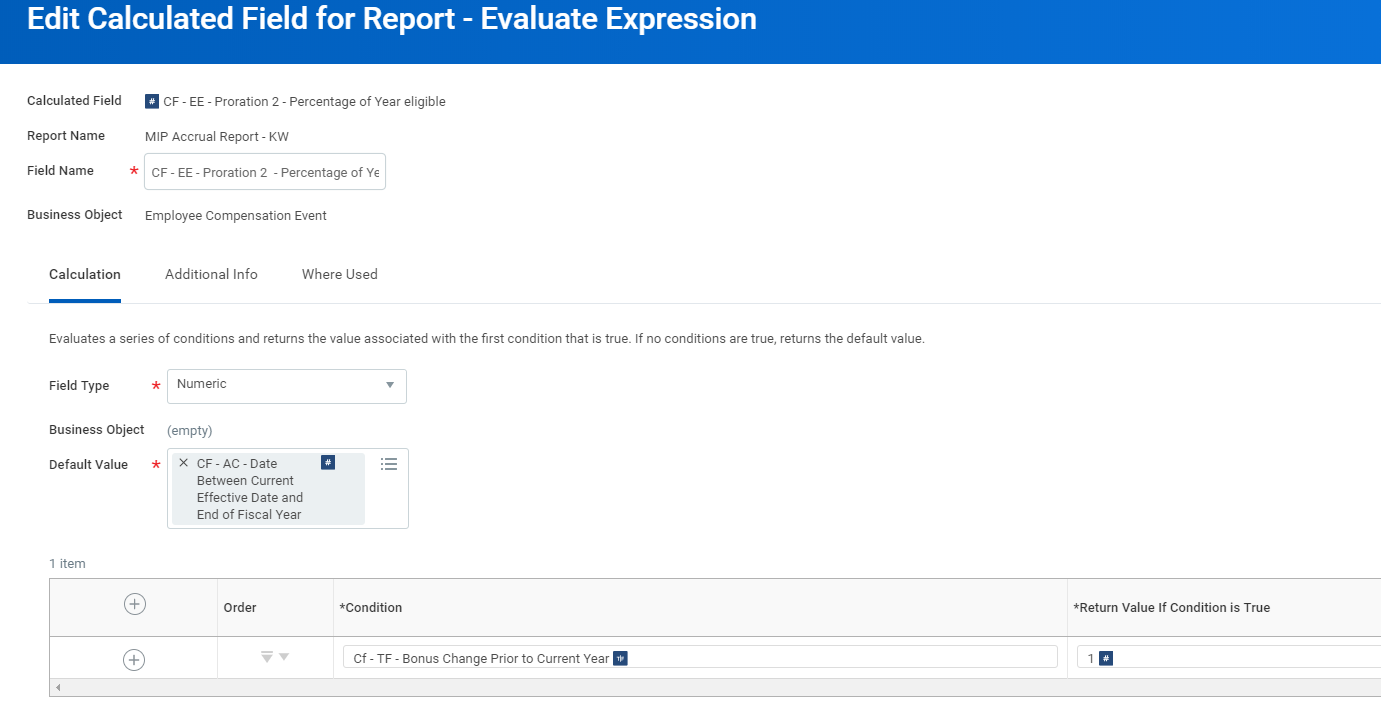 Edit Calculated Field for Report - Evaluate Expression
Calculated Field # CF - EE - Proration 2 - Percentage of Year eligible
Report Name MIP Accrual Report - KW
Field Name * CF - EE - Proration 2  - Percentage of Ye
Business Object Employee Compensation Event
Calculation Additional Info Where Used
Evaluates a series of conditions and returns the value associated with the first condition that is true. If no conditions are true, returns the default value.
Field Type * Numeric
Business Object (empty)
Default Value * × CF - AC - Date #
Between Current
Effective Date and
End of Fiscal Year
1 item
Order *Condition *Return Value If Condition is True
Cf - TF - Bonus Change Prior to Current Year 1 #